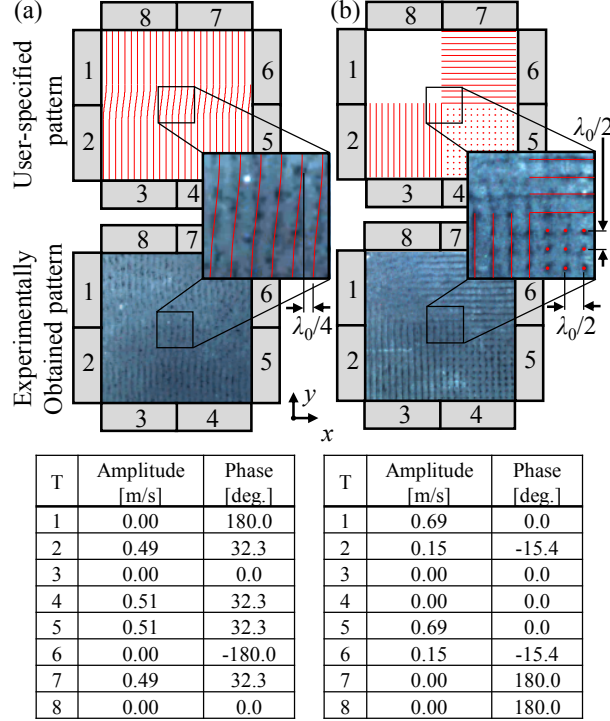 (a)
(b)
8 7
8 7
User-specified
pattern
1
2
6
5
1
2
6
5
3 4
3 4
λ0/2
λ0/4
λ0/2
Experimentally
Obtained pattern
8 7
8 7
1
2
6
5
1
2
6
5
3 4
3 4
y
x
T Amplitude [m/s] Phase [deg.]
1 0.00 180.0
2 0.49 32.3
3 0.00 0.0
4 0.51 32.3
5 0.51 32.3
6 0.00 -180.0
7 0.49 32.3
8 0.00 0.0
T Amplitude [m/s] Phase [deg.]
1 0.69 0.0
2 0.15 -15.4
3 0.00 0.0
4 0.00 0.0
5 0.69 0.0
6 0.15 -15.4
7 0.00 180.0
8 0.00 180.0